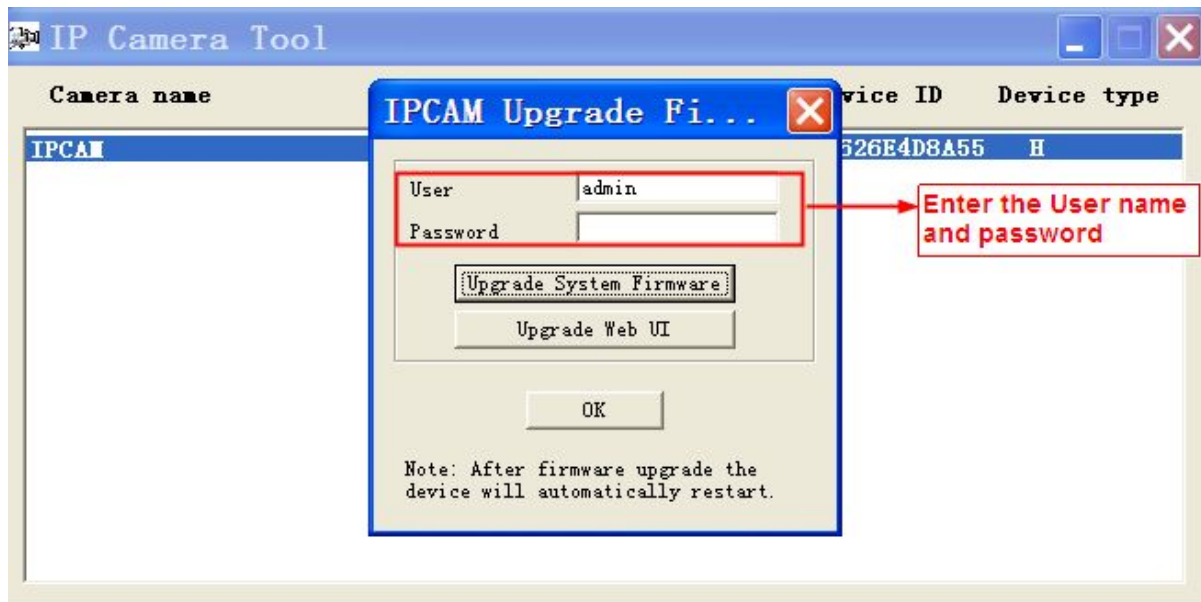 IP Camera Tool
Camera name
vice ID
Device type
IPCAM
626E4D8A55
H
IPCAM Upgrade Fi...
User
admin
Password
Enter the User name
and password
Upgrade System Firmware
Upgrade Web UI
OK
Note: After firmware upgrade the
device will automatically restart.